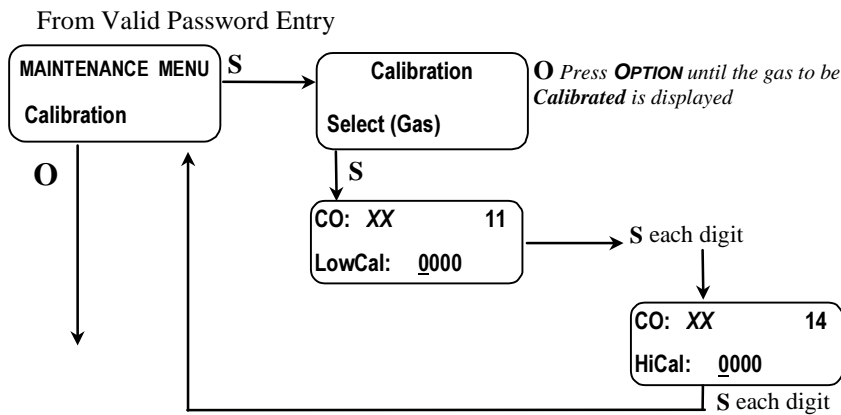 From Valid Password Entry
MAINTENANCE MENU
Calibration
S
Calibration
Select (Gas)
O Press OPTION until the gas to be
Calibrated is displayed
O
S
CO: XX 11
LowCal: 0000
S each digit
CO: XX 14
HiCal: 0000
S each digit